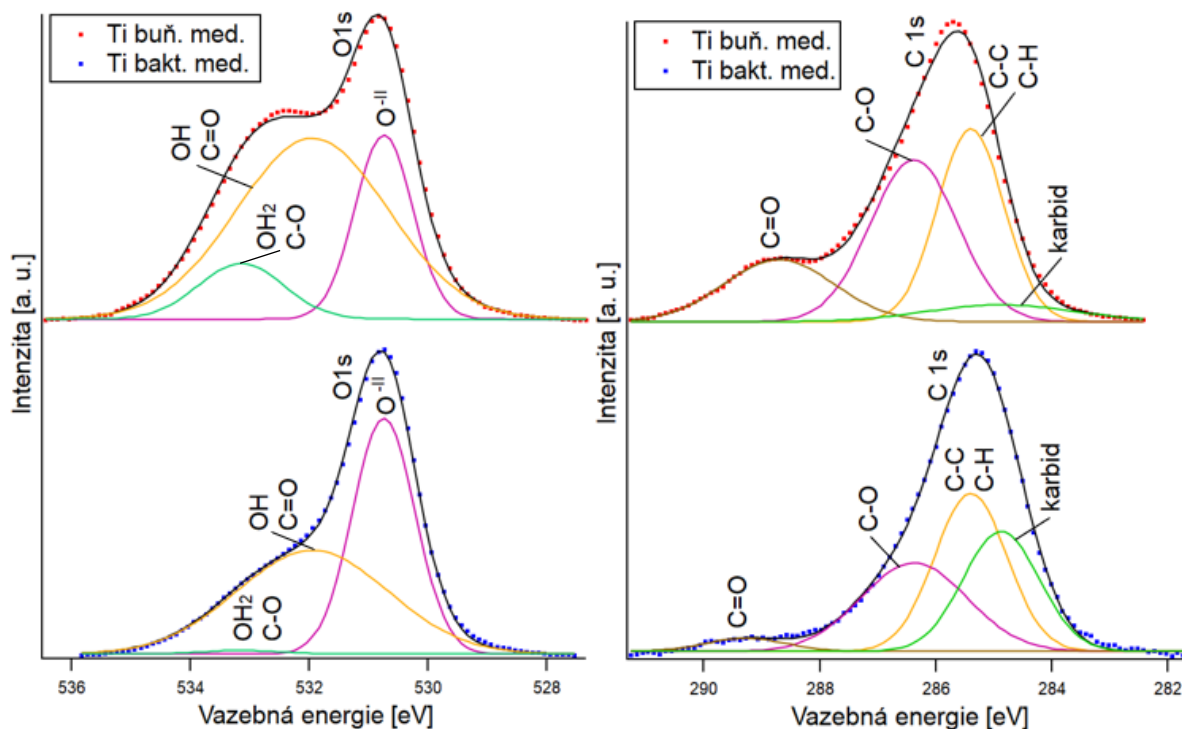 Ti buň. med.
Ti bakt. med.
O1s
O-II
OH
C=O
OH2
C-O
O1s
O-II
OH
C=O
OH2
C-O
Intenzita [a. u.]
536
534
532
530
528
Vazebná energie [eV]
Ti buň. med.
Ti bakt. med.
C 1s
C-C
C-H
C-O
C=O
karbid
C 1s
C-C
C-H
C-O
C=O
karbid
Intenzita [a. u.]
290
288
286
284
282
Vazebná energie [eV]